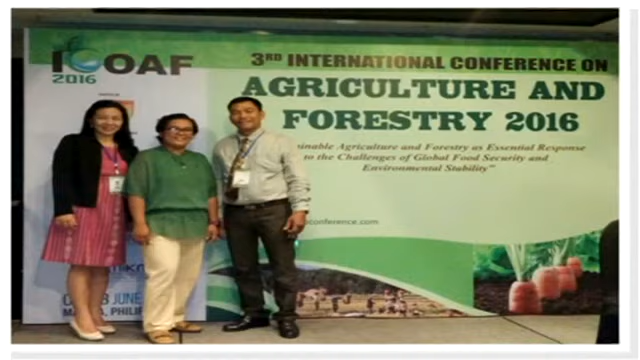 ICOAF
2016
3RD INTERNATIONAL CONFERENCE ON
AGRICULTURE AND
FORESTRY 2016
Agriculture and Forestry as Essential Response
to the Challenges of Global Food Security and
Environmental Stability"
conference.com
JUNE